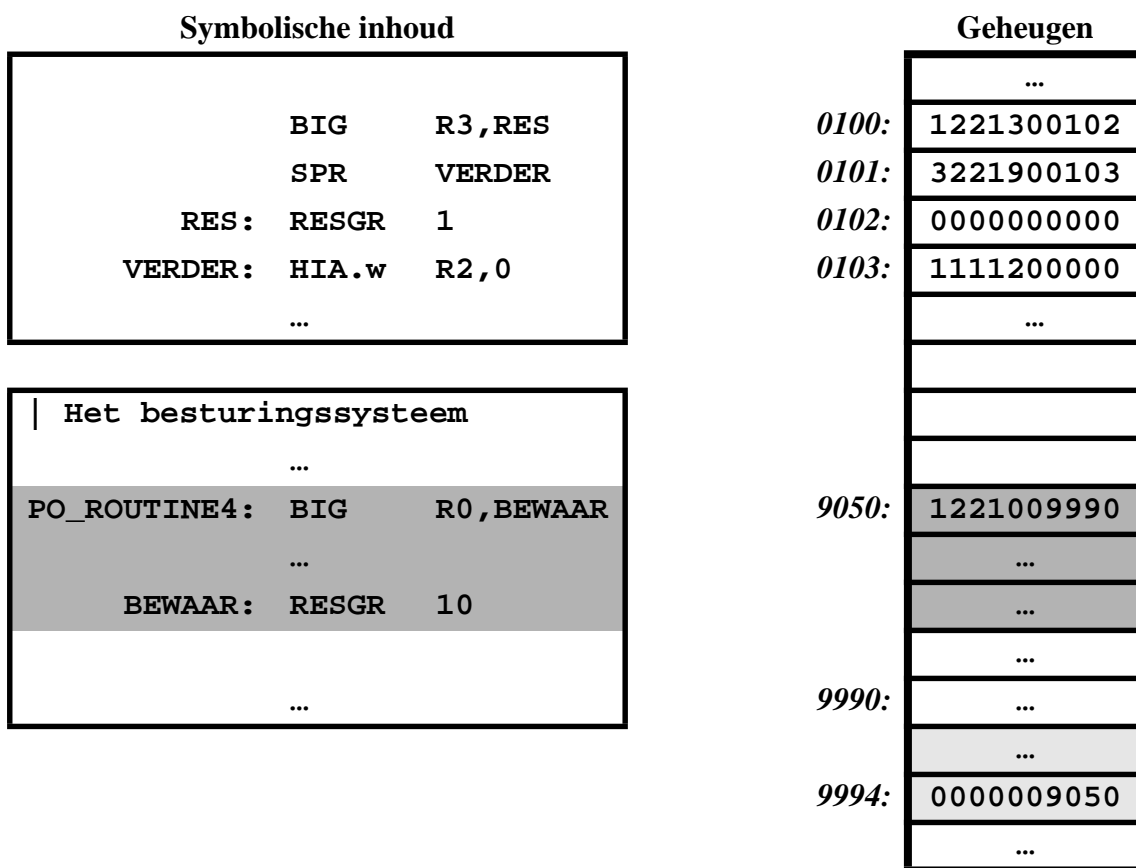 Symbolische inhoud
BIG R3,RES
SPR VERDER
RES: RESGR 1
VERDER: HIA.w R2,0
…
| Het besturingssysteem
…
PO_ROUTINE4: BIG R0,BEWAAR
…
BEWAAR: RESGR 10
…
Geheugen
…
0100: 1221300102
0101: 3221900103
0102: 0000000000
0103: 1111200000
…
9050: 1221009990
…
…
…
9990: …
…
9994: 0000009050
…